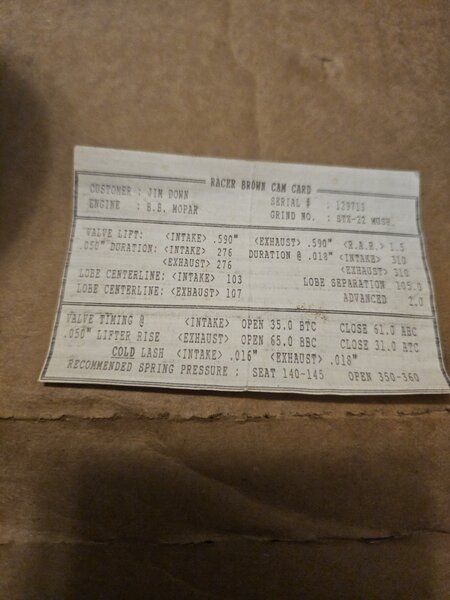 RACER BROWN CAM CARD
CUSTOMER : JIM DOWN SERIAL # : 129713
ENGINE : B.B. MOPAR GRIND NO. : STX-22 MUSH.
VALVE LIFT: <INTAKE> .590" <EXHAUST> .590" <R.A.R.> 1.5
.050" DURATION: <INTAKE> 276 DURATION @ .018" <INTAKE> 310
<EXHAUST> 276 <EXHAUST> 310
LOBE CENTERLINE: <INTAKE> 103 LOBE SEPARATION 105.0
LOBE CENTERLINE: <EXHAUST> 107 ADVANCED 2.0
VALVE TIMING @ <INTAKE> OPEN 35.0 BTC CLOSE 61.0 ABC
.050" LIFTER RISE <EXHAUST> OPEN 65.0 BBC CLOSE 31.0 ATC
COLD LASH <INTAKE> .016" <EXHAUST> .018"
RECOMMENDED SPRING PRESSURE : SEAT 140-145 OPEN 350-360